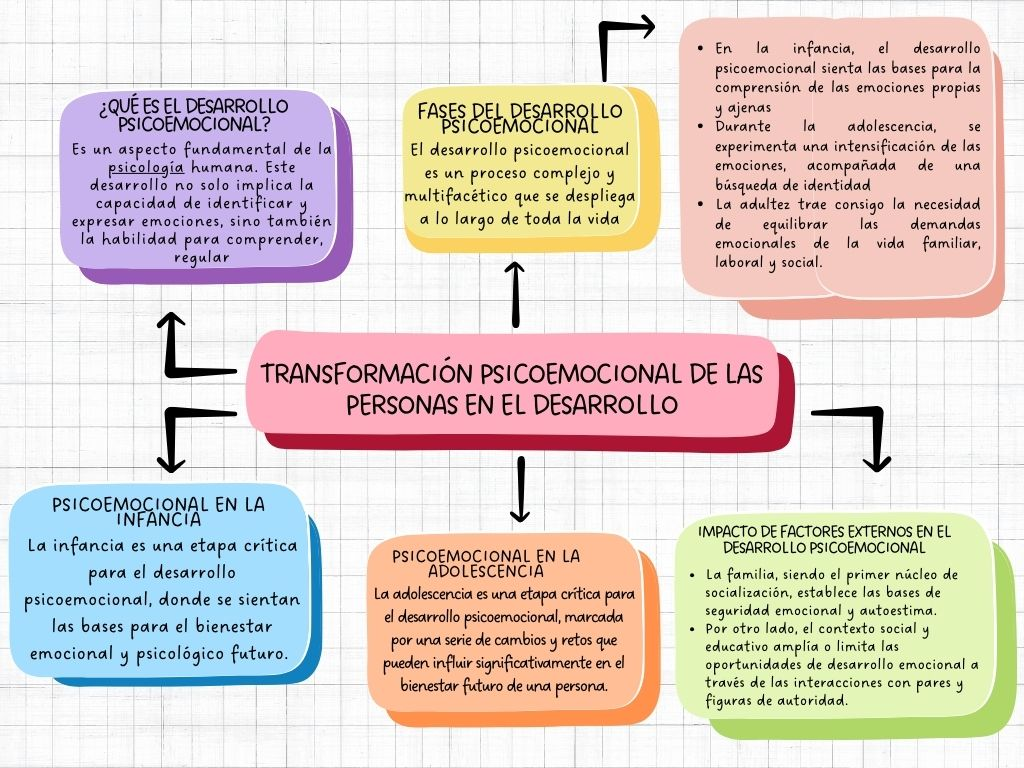 ¿QUÉ ES EL DESARROLLO
PSICOEMOCIONAL?
Es un aspecto fundamental de la
psicología humana. Este
desarrollo no solo implica la
capacidad de identificar y
expresar emociones, sino también
la habilidad para comprender,
regular
FASES DEL DESARROLLO
PSICOEMOCIONAL
El desarrollo psicoemocional
es un proceso complejo y
multifacético que se despliega
a lo largo de toda la vida
• En la infancia, el desarrollo
psicoemocional sienta las bases para la
comprensión de las emociones propias
y ajenas
• Durante la adolescencia, se
experimenta una intensificación de las
emociones, acompañada de una
búsqueda de identidad
• La adultez trae consigo la necesidad
de equilibrar las demandas
emocionales de la vida familiar,
laboral y social.
TRANSFORMACIÓN PSICOEMOCIONAL DE LAS
PERSONAS EN EL DESARROLLO
PSICOEMOCIONAL EN LA
INFANCIA
La infancia es una etapa crítica
para el desarrollo
psicoemocional, donde se sientan
las bases para el bienestar
emocional y psicológico futuro.
PSICOEMOCIONAL EN LA
ADOLESCENCIA
La adolescencia es una etapa crítica para
el desarrollo psicoemocional, marcada
por una serie de cambios y retos que
pueden influir significativamente en el
bienestar futuro de una persona.
IMPACTO DE FACTORES EXTERNOS EN EL
DESARROLLO PSICOEMOCIONAL
• La familia, siendo el primer núcleo de
socialización, establece las bases de
seguridad emocional y autoestima.
• Por otro lado, el contexto social y
educativo amplía o limita las
oportunidades de desarrollo emocional a
través de las interacciones con pares y
figuras de autoridad.